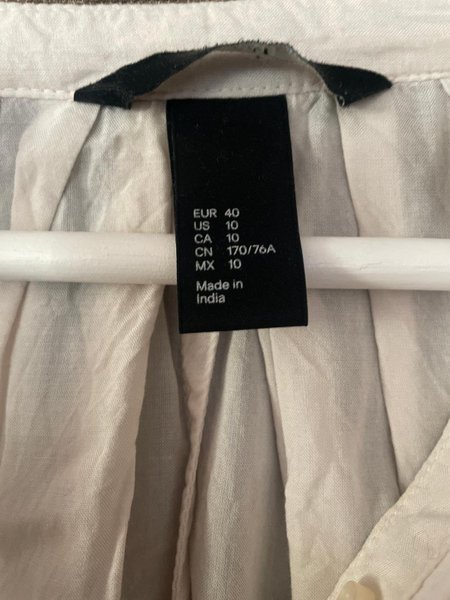 EUR 40
US 10
CA 10
CN 170/76A
MX 10
Made in
India